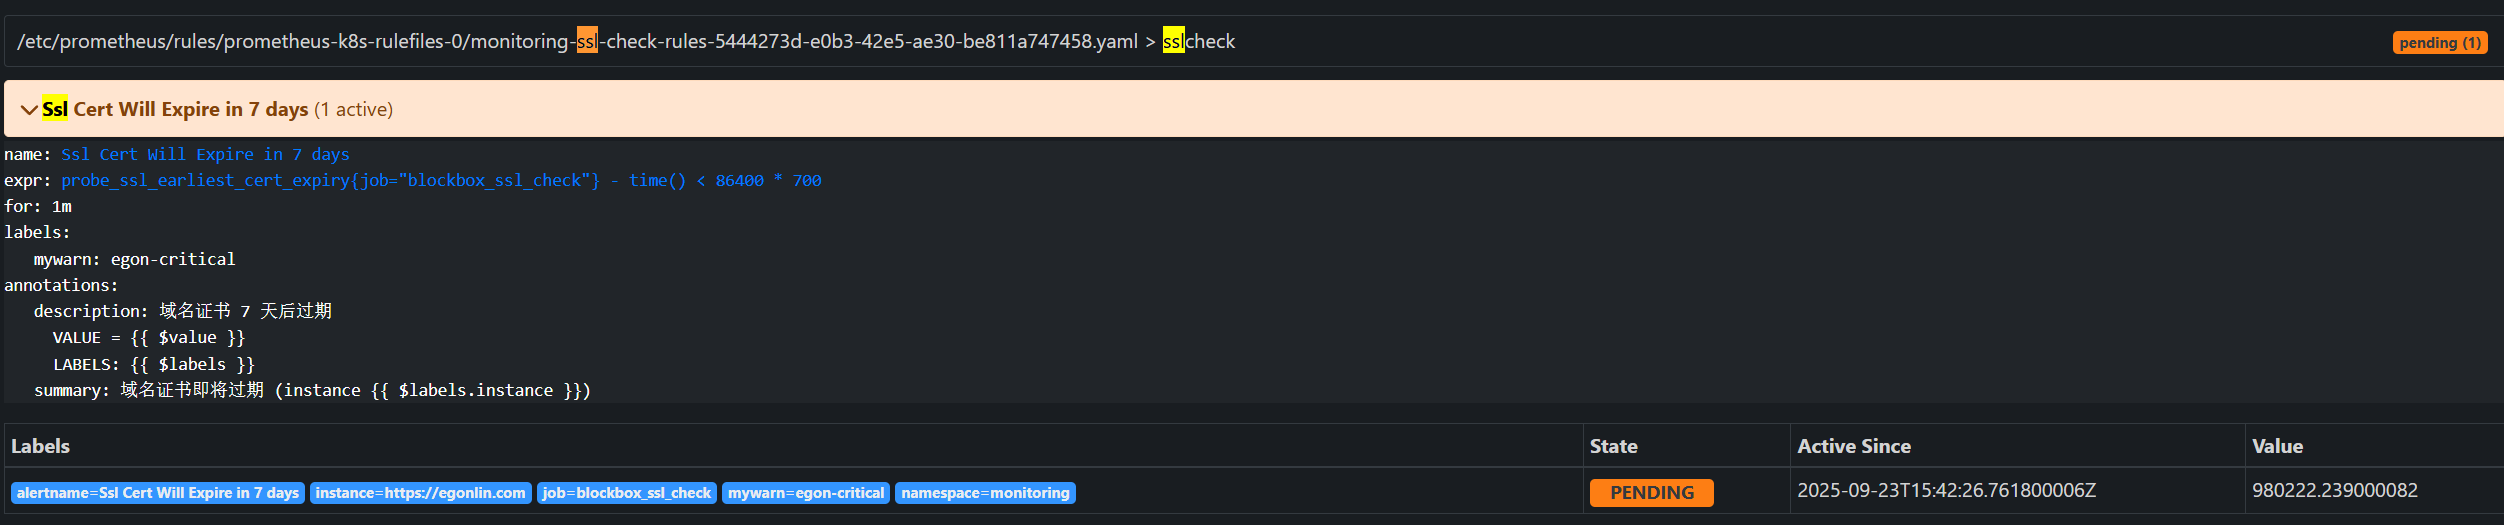 /etc/prometheus/rules/prometheus-k8s-rulefiles-0/monitoring-ssl-check-rules-5444273d-e0b3-42e5-ae30-be811a747458.yaml > sslcheck
pending (1)
Ssl Cert Will Expire in 7 days (1 active)
name: Ssl Cert Will Expire in 7 days
expr: probe_ssl_earliest_cert_expiry{job="blockbox_ssl_check"} - time() < 86400 * 700
for: 1m
labels:
mywarn: egon-critical
annotations:
description: 域名证书 7 天后过期
VALUE = {{ $value }}
LABELS: {{ $labels }}
summary: 域名证书即将过期 (instance {{ $labels.instance }})
Labels State Active Since Value
alertname=Ssl Cert Will Expire in 7 days instance=https://egonlin.com job=blockbox_ssl_check mywarn=egon-critical namespace=monitoring PENDING 2025-09-23T15:42:26.761800006Z 980222.239000082